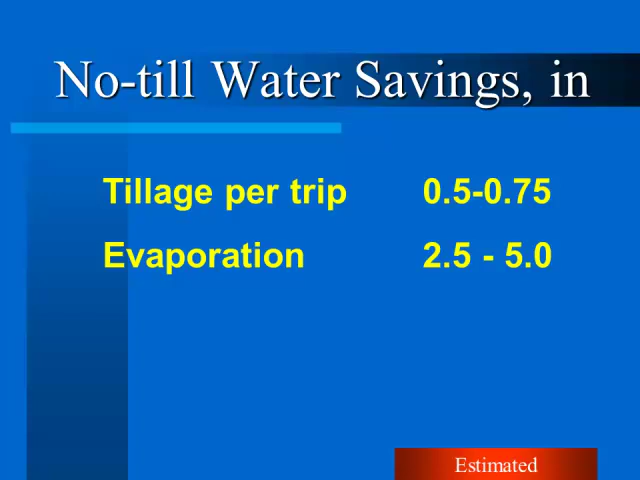 No-till Water Savings, in
Tillage per trip 0.5-0.75
Evaporation 2.5 - 5.0
Estimated